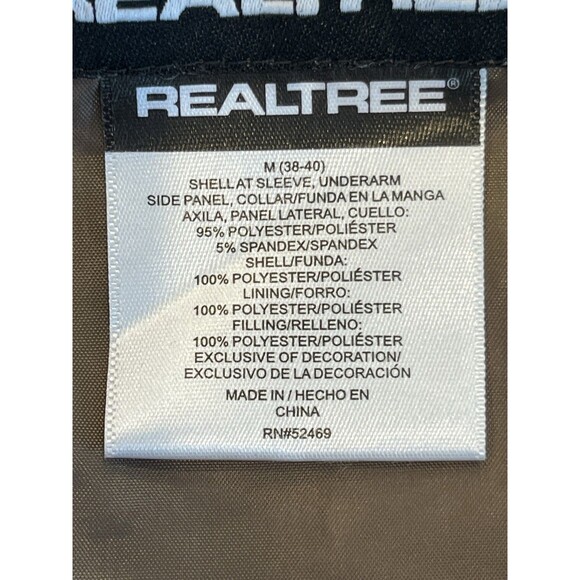 REALTREE
REALTREE®
M (38-40)
SHELL AT SLEEVE, UNDERARM
SIDE PANEL, COLLAR/FUNDA EN LA MANGA
AXILA, PANEL LATERAL, CUELLO:
95% POLYESTER/POLIÉSTER
5% SPANDEX/SPANDEX
SHELL/FUNDA:
100% POLYESTER/POLIÉSTER
LINING/FORRO:
100% POLYESTER/POLIÉSTER
FILLING/RELLENO:
100% POLYESTER/POLIÉSTER
EXCLUSIVE OF DECORATION/
EXCLUSIVO DE LA DECORACIÓN
MADE IN / HECHO EN
CHINA
RN#52469